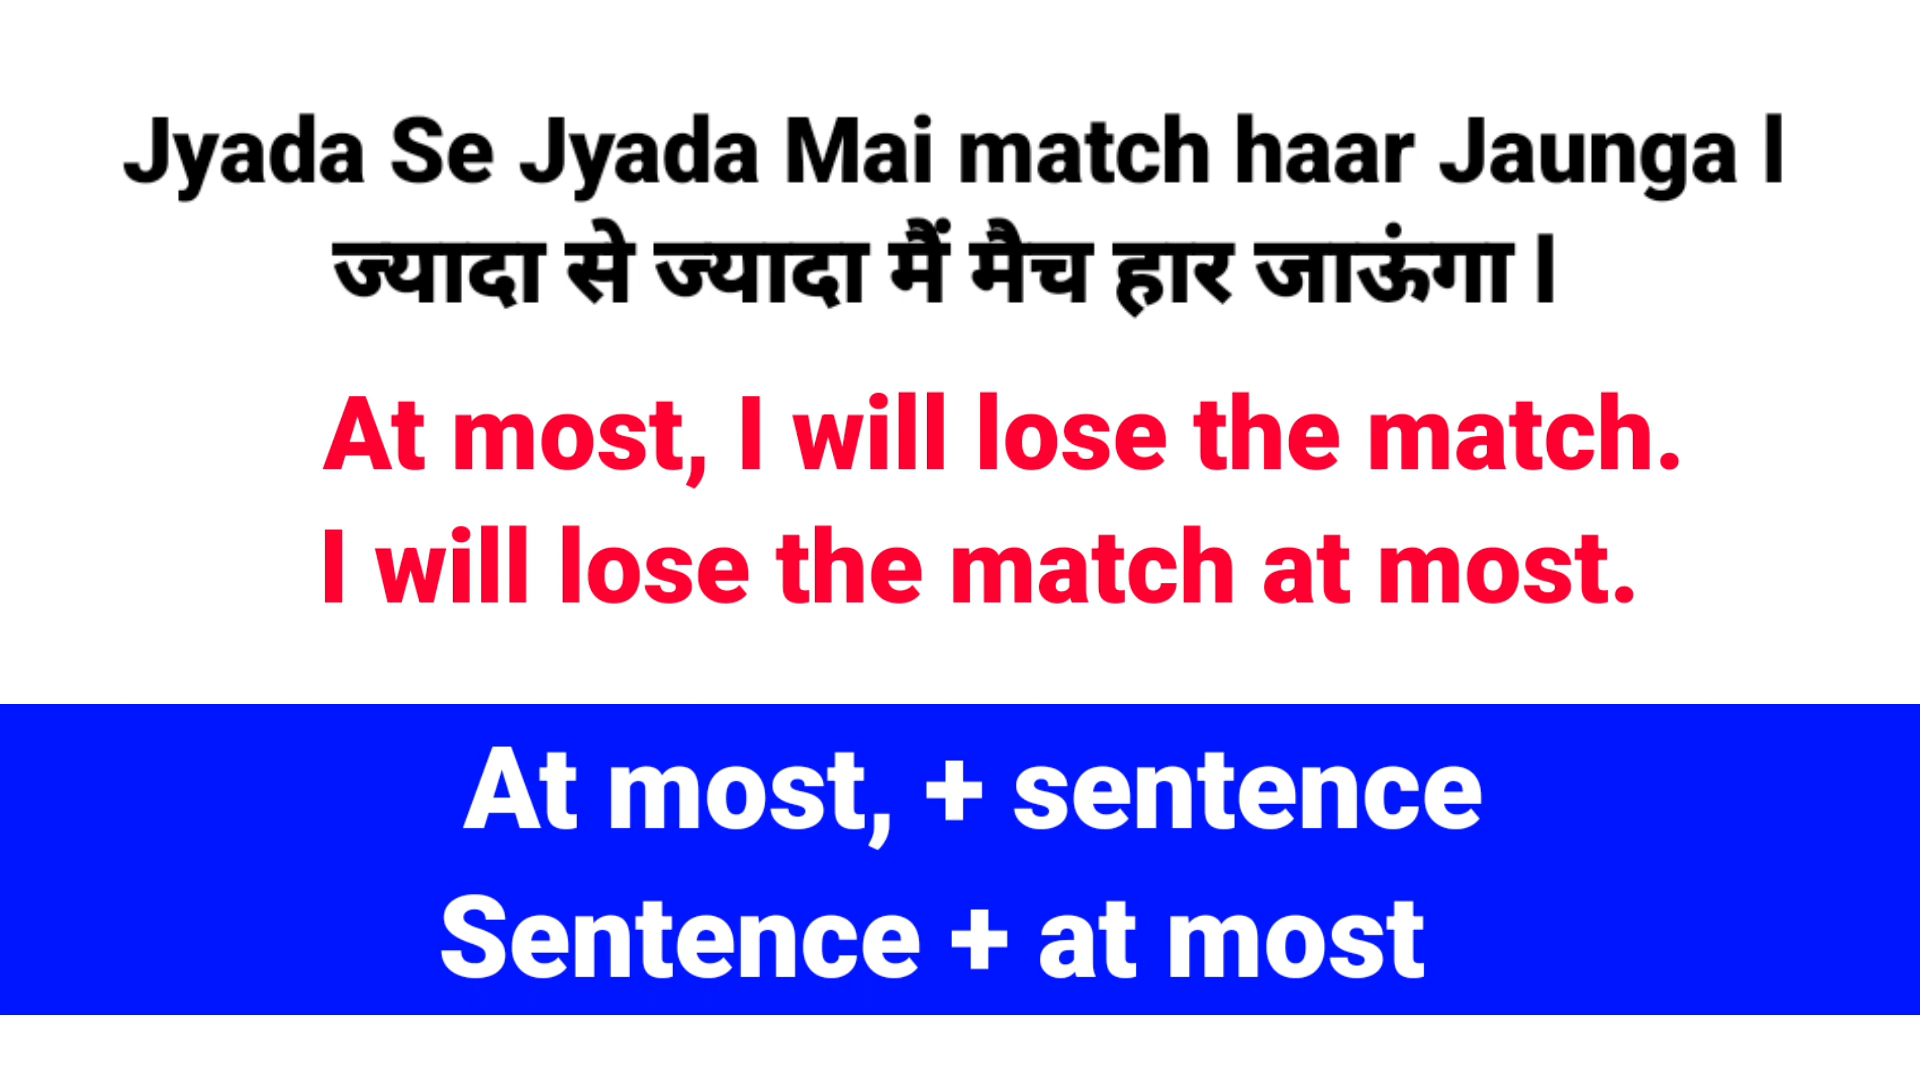 Jyada Se Jyada Mai match haar Jaunga l
ज्यादा से ज्यादा मैं मैच हार जाऊंगा l
At most, I will lose the match.
I will lose the match at most.
At most, + sentence
Sentence + at most